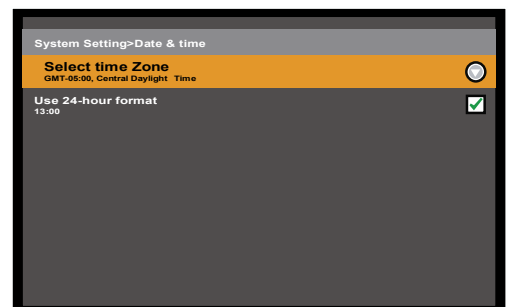 System Setting>Date & time
Select time Zone
GMT-05:00, Central Daylight Time
Use 24-hour format
13:00